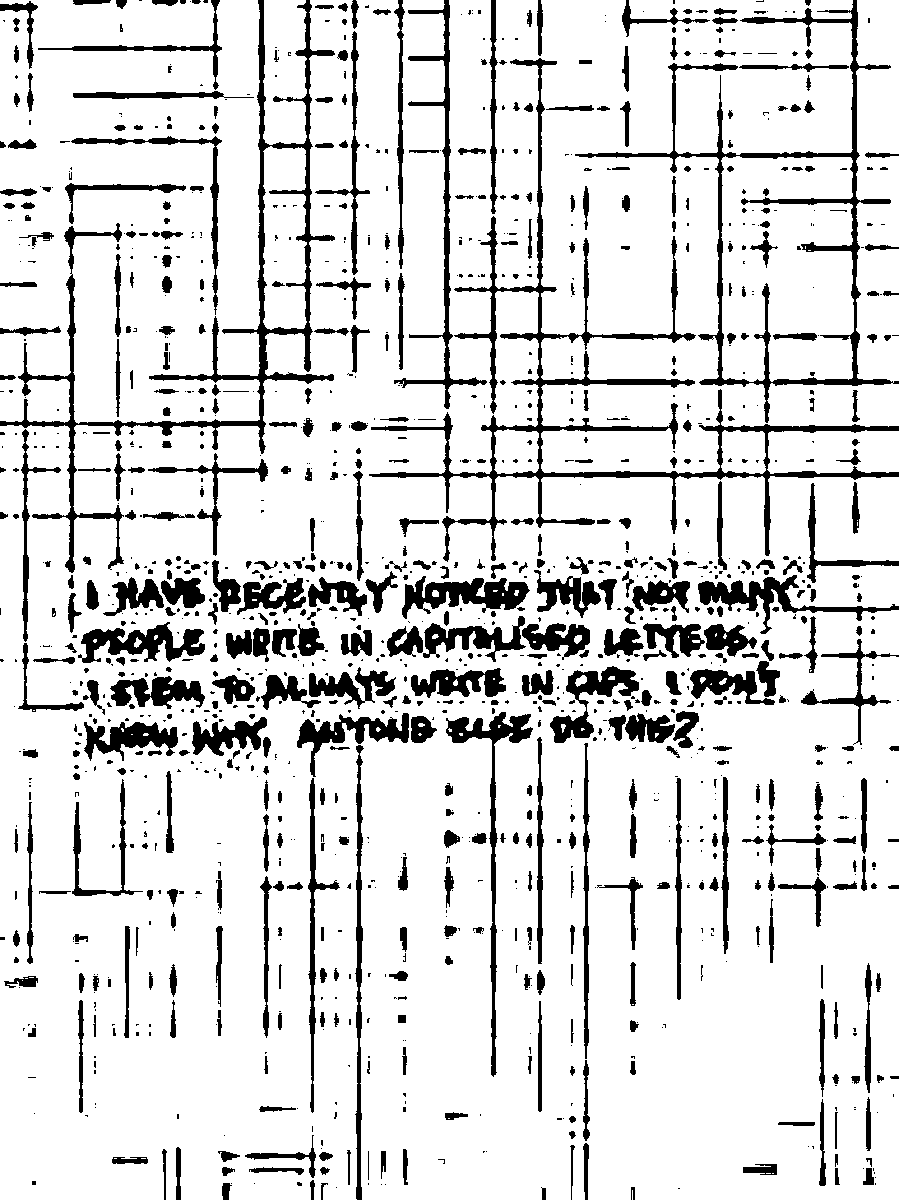 I HAVE RECENTLY NOTICED THAT NOT MANY
PEOPLE WRITE IN CAPITALISED LETTERS.
I SEEM TO ALWAYS WRITE IN CAPS, I DON'T
KNOW WHY. ANYONE ELSE DO THIS?